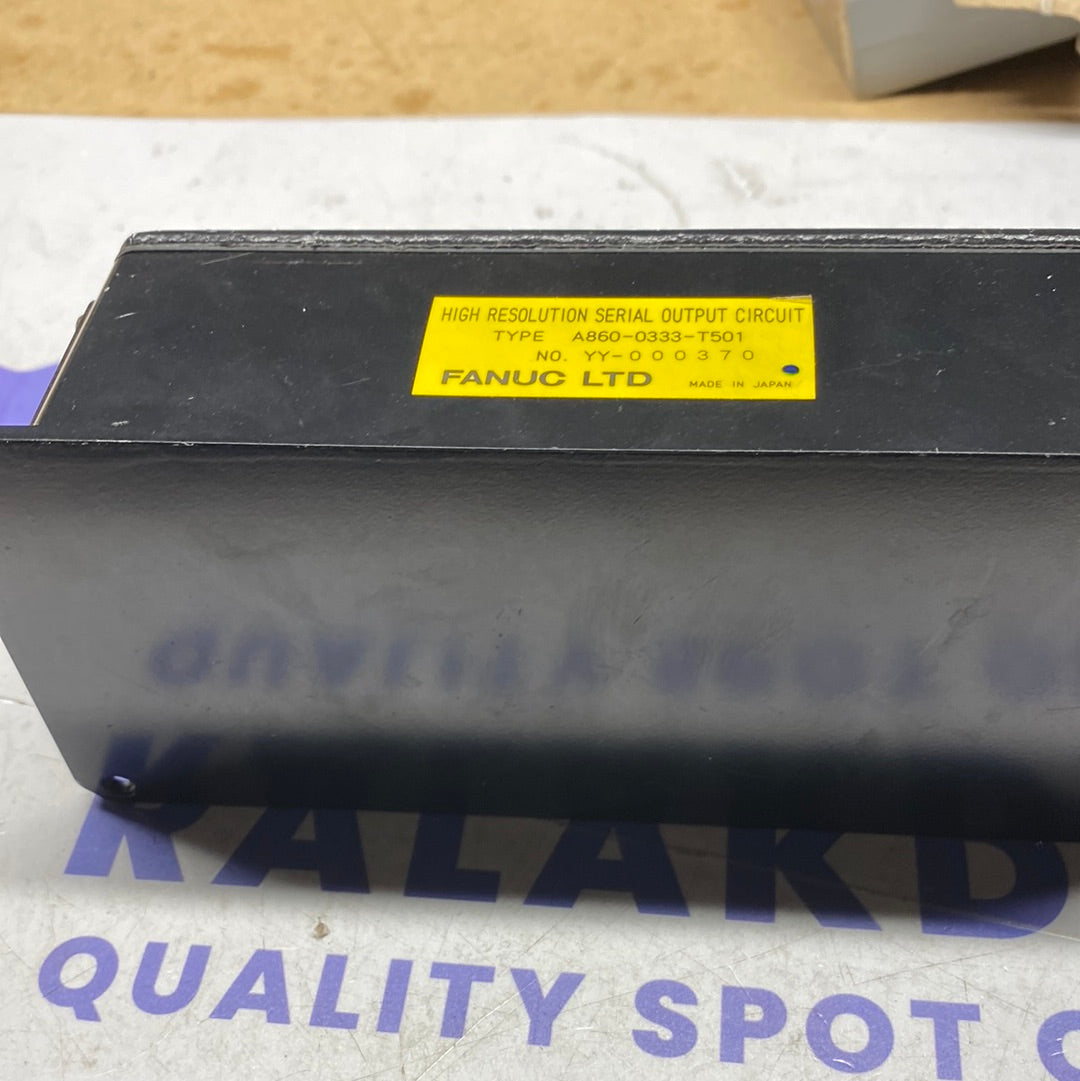 HIGH RESOLUTION SERIAL OUTPUT CIRCUIT
TYPE A860-0333-T501
NO. YY-000370
FANUC LTD MADE IN JAPAN
KALAKD
QUALITY SPOT